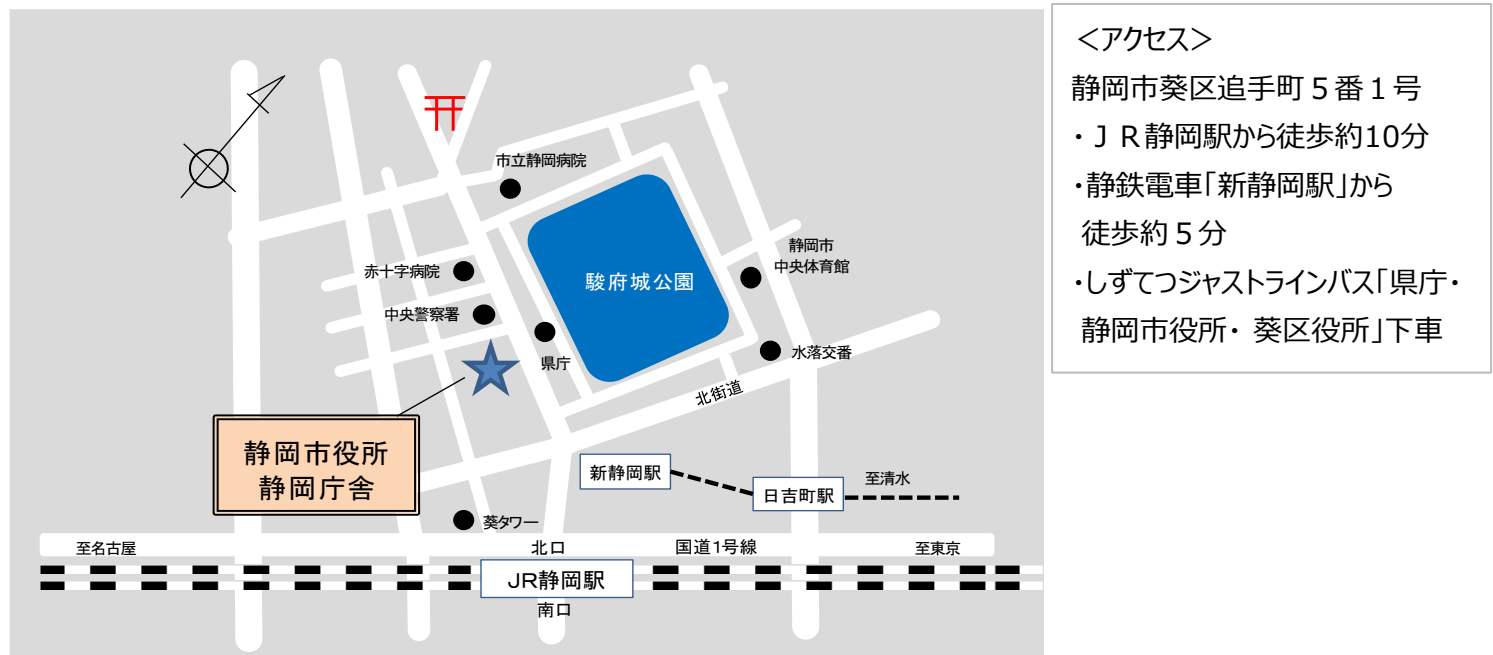 市立静岡病院
静岡市
中央体育館
赤十字病院
駿府城公園
中央警察署
県庁
水落交番
北街道
静岡市役所
静岡庁舎
新静岡駅
日吉町駅
至清水
葵タワー
至名古屋
北口
国道1号線
至東京
JR静岡駅
南口
＜アクセス＞
静岡市葵区追手町５番１号
・ＪＲ静岡駅から徒歩約10分
・静鉄電車「新静岡駅」から
徒歩約５分
・しずてつジャストラインバス「県庁・
静岡市役所・ 葵区役所」下車